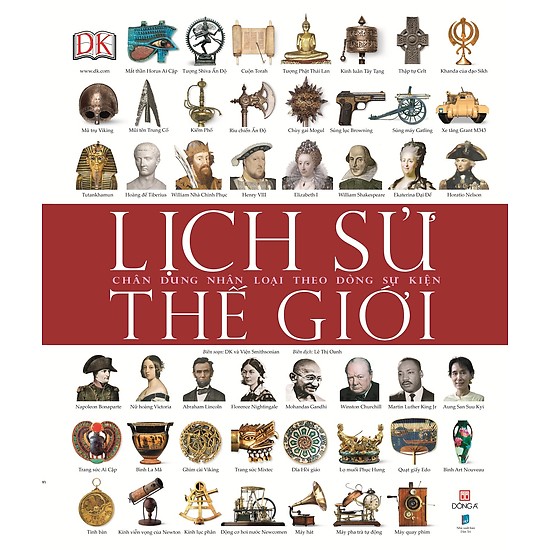 DK
www.dk.com
Mắt thần Horus Ai Cập
Tượng Shiva Ấn Độ
Cuộn Torah
Tượng Phật Thái Lan
Kinh luân Tây Tạng
Thập tự Celt
Khanda của đạo Sikh
Mũ trụ Viking
Mũi tên Trung Cổ
Kiếm Phổ
Rìu chiến Ấn Độ
Chùy gai Mogul
Súng lục Browning
Súng máy Gatling
Xe tăng Grant M3A3
Tutankhamun
Hoàng đế Tiberius
William Nhà Chinh Phục
Henry VIII
Elizabeth I
William Shakespeare
Ekaterina Đại Đế
Horatio Nelson
LỊCH SỬ
CHÂN DUNG NHÂN LOẠI THEO DÒNG SỰ KIỆN
THẾ GIỚI
Biên soạn: DK và Viện Smithsonian
Biên dịch: Lê Thị Oanh
Napoleon Bonaparte
Nữ hoàng Victoria
Abraham Lincoln
Florence Nightingale
Mohandas Gandhi
Winston Churchill
Martin Luther King Jr
Aung San Suu Kyi
Trang sức Ai Cập
Bình La Mã
Ghim cài Viking
Trang sức Mixtec
Dĩa Hồi giáo
Lọ muối Phục Hưng
Quạt giấy Edo
Bình Art Nouveau
Tinh bàn
Kính viễn vọng của Newton
Kính lục phân
Động cơ hơi nước Newcomen
Máy hát
Máy pha trà tự động
Máy quay phim
ĐÔNG A